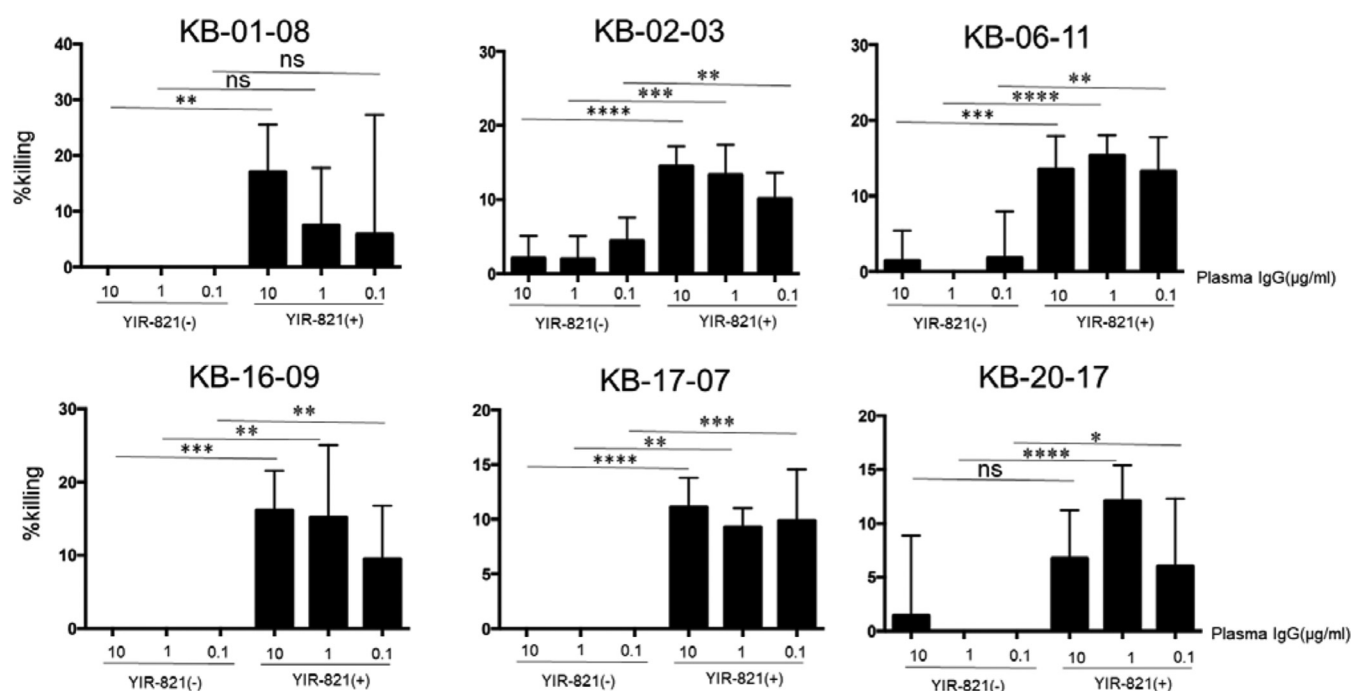 KB-01-08
%killing
40
30
20
10
0
ns
ns
**
10 1 0.1 10 1 0.1
YIR-821(-) YIR-821(+)
KB-02-03
30
20
10
0
**
***
****
10 1 0.1 10 1 0.1
YIR-821(-) YIR-821(+)
KB-06-11
30
20
10
0
**
****
***
10 1 0.1 10 1 0.1
YIR-821(-) YIR-821(+)
Plasma IgG(µg/ml)
KB-16-09
%killing
30
20
10
0
**
**
***
10 1 0.1 10 1 0.1
YIR-821(-) YIR-821(+)
KB-17-07
20
15
10
5
0
***
**
****
10 1 0.1 10 1 0.1
YIR-821(-) YIR-821(+)
KB-20-17
20
15
10
5
0
*
****
ns
10 1 0.1 10 1 0.1
YIR-821(-) YIR-821(+)
Plasma IgG(µg/ml)